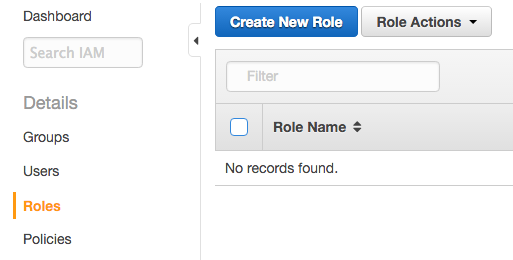 Dashboard
Search IAM
Details
Groups
Users
Roles
Policies
Create New Role
Role Actions
Filter
Role Name
No records found.